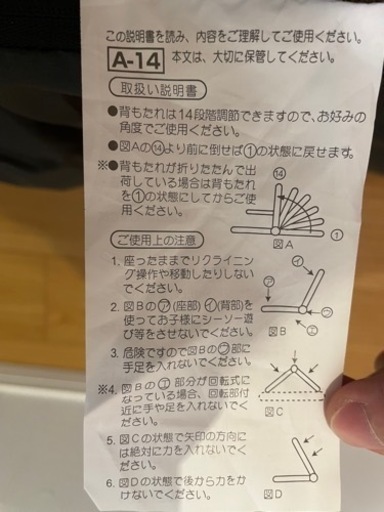 この説明書を読み、内容をご理解してご使用ください。
A-14 本文は、大切に保管してください。
取扱い説明書
●背もたれは14段階調節できますので、お好みの
角度でご使用ください。
●図Aの⑭より前に倒せば①の状態に戻せます。
※●背もたれが折りたたんで出
荷している場合は背もたれ
を①の状態にしてからご使
用ください。
⑭
①
図A
ご使用上の注意
1. 座ったままでリクライニン
グ操作や移動したりしない
でください。
2. 図Bの㋐(座部)㋑(背部)を
使ってお子様にシーソー遊
び等をさせないでください。
㋑
㋐
㋒
㋓
図B
3. 危険ですので図Bの㋒部に
手足を入れないでください。
※4. 図Bの㋓部分が回転式に
なっている場合、回転部付
近に手や足を入れないでくだ
さい。
図C
5. 図Cの状態で矢印の方向に
は絶対に力を入れないでく
ださい。
6. 図Dの状態で後から力をか
けないでください。
図D